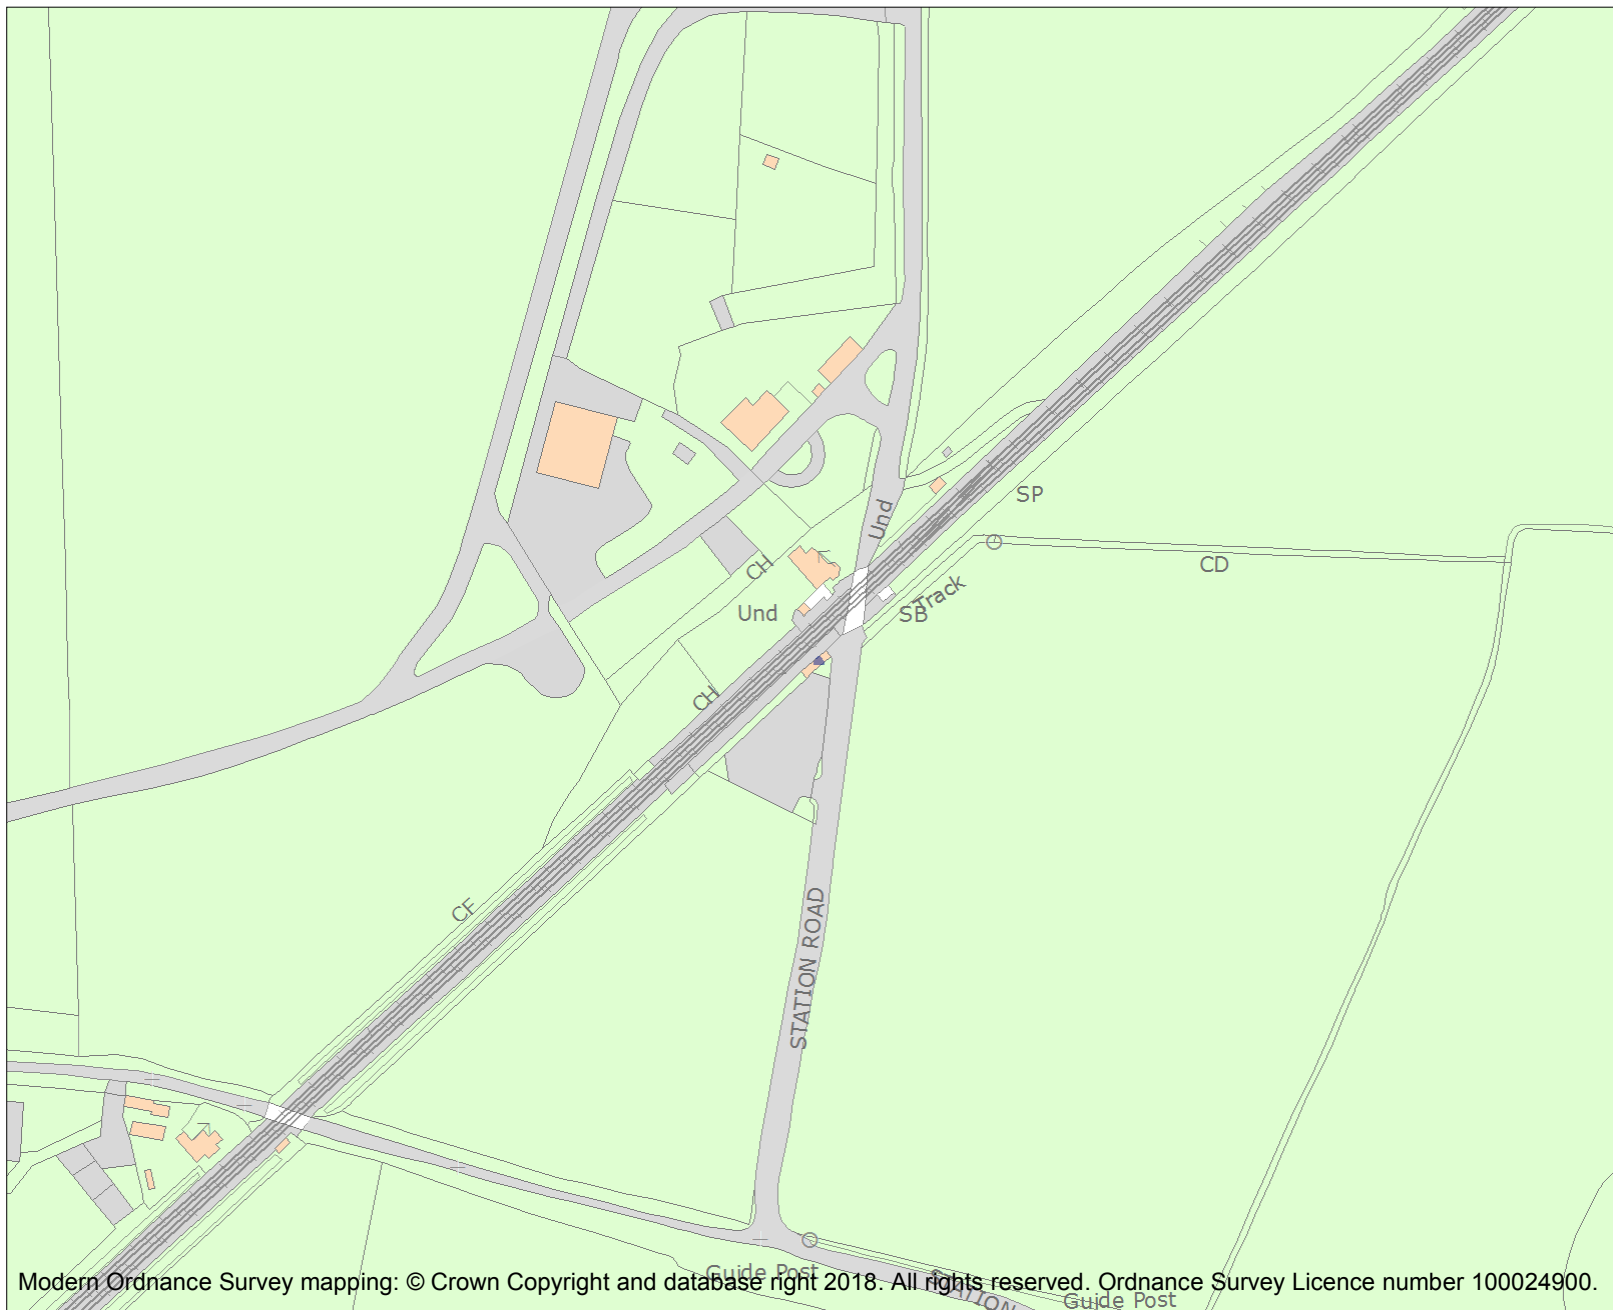 Und
SP
CD
CH
Track
Und
SB
CH
STATION ROAD
CF
Guide Post
Modern Ordnance Survey mapping: © Crown Copyright and database right 2018. All rights reserved. Ordnance Survey Licence number 100024900.
STATION
Guide Post